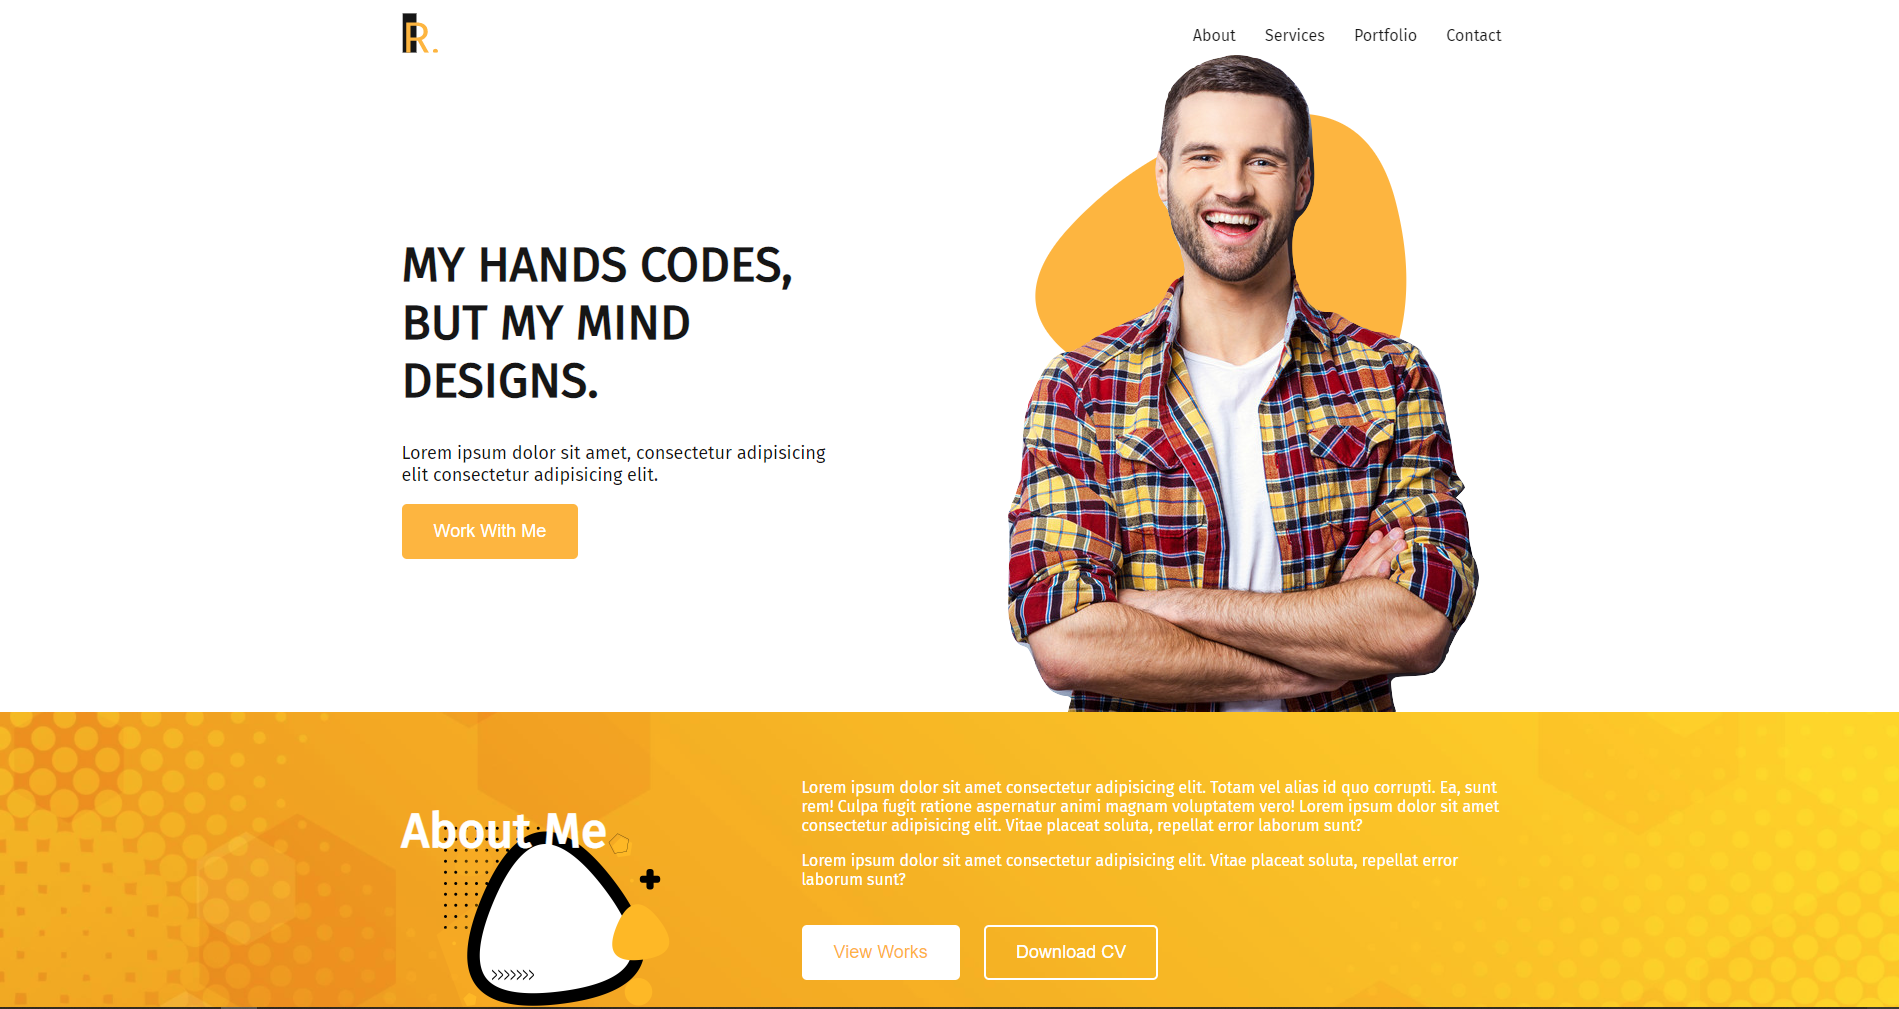 R.
About Services Portfolio Contact
MY HANDS CODES,
BUT MY MIND
DESIGNS.
Lorem ipsum dolor sit amet, consectetur adipisicing
elit consectetur adipisicing elit.
Work With Me
About Me
Lorem ipsum dolor sit amet consectetur adipisicing elit. Totam vel alias id quo corrupti. Ea, sunt
rem! Culpa fugit ratione aspernatur animi magnam voluptatem vero! Lorem ipsum dolor sit amet
consectetur adipisicing elit. Vitae placeat soluta, repellat error laborum sunt?
Lorem ipsum dolor sit amet consectetur adipisicing elit. Vitae placeat soluta, repellat error
laborum sunt?
View Works Download CV